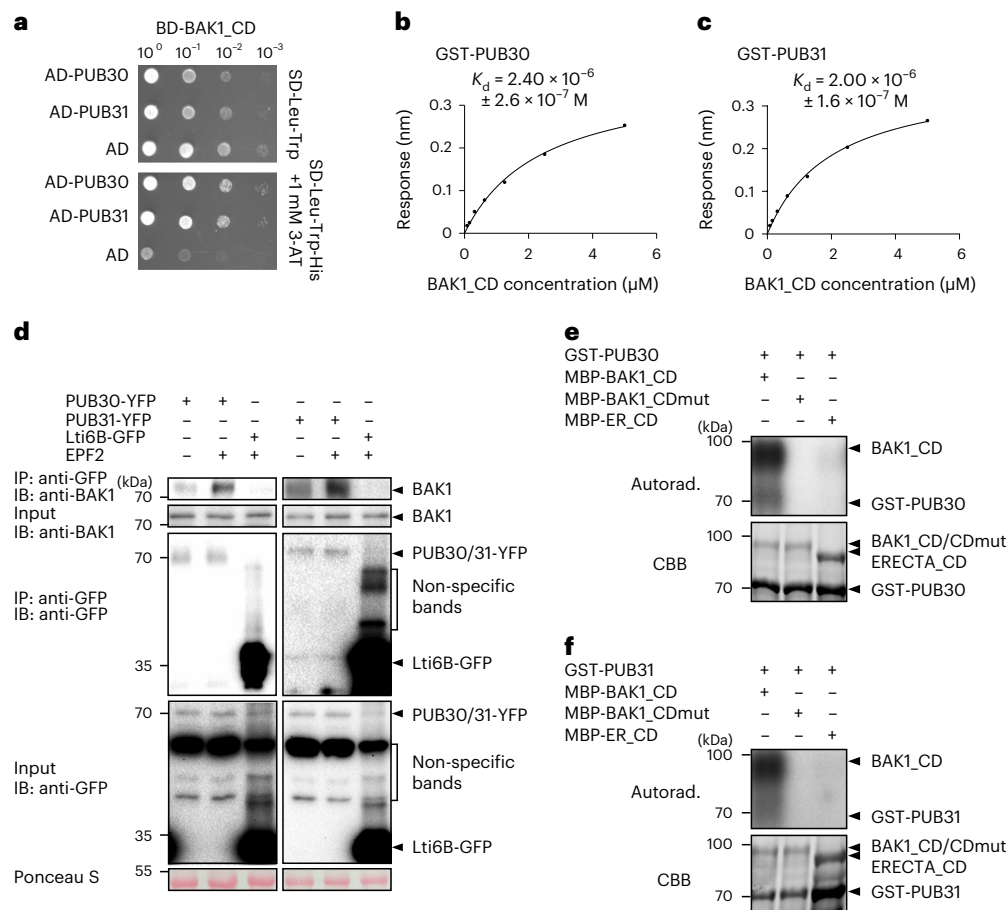 a
BD-BAK1_CD
10⁰ 10⁻¹ 10⁻² 10⁻³
AD-PUB30
AD-PUB31
AD
SD-Leu-Trp
AD-PUB30
AD-PUB31
AD
SD-Leu-Trp-His
+1 mM 3-AT
b
GST-PUB30
Kd = 2.40 × 10⁻⁶
± 2.6 × 10⁻⁷ M
Response (nm)
0.3
0.2
0.1
0
0 2 4 6
BAK1_CD concentration (µM)
c
GST-PUB31
Kd = 2.00 × 10⁻⁶
± 1.6 × 10⁻⁷ M
Response (nm)
0.3
0.2
0.1
0
0 2 4 6
BAK1_CD concentration (µM)
d
PUB30-YFP + + – – – –
PUB31-YFP – – – + + –
Lti6B-GFP – – + – – +
EPF2 – + + – + +
IP: anti-GFP (kDa)
IB: anti-BAK1 70
BAK1
Input
IB: anti-BAK1 70
BAK1
IP: anti-GFP
IB: anti-GFP
70
35
PUB30/31-YFP
Non-specific
bands
Lti6B-GFP
Input
IB: anti-GFP
70
35
PUB30/31-YFP
Non-specific
bands
Lti6B-GFP
Ponceau S 55
e
GST-PUB30 + + +
MBP-BAK1_CD + – –
MBP-BAK1_CDmut – + –
MBP-ER_CD – – +
(kDa)
Autorad.
100
70
BAK1_CD
GST-PUB30
CBB
100
70
BAK1_CD/CDmut
ERECTA_CD
GST-PUB30
f
GST-PUB31 + + +
MBP-BAK1_CD + – –
MBP-BAK1_CDmut – + –
MBP-ER_CD – – +
(kDa)
Autorad.
100
70
BAK1_CD
GST-PUB31
CBB
100
70
BAK1_CD/CDmut
ERECTA_CD
GST-PUB31